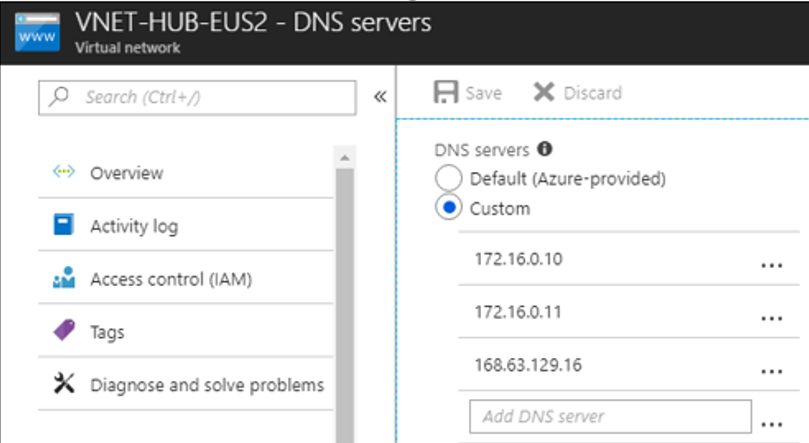 www
VNET-HUB-EUS2 - DNS servers
Virtual network
Search (Ctrl+/)
«
Overview
Activity log
Access control (IAM)
Tags
Diagnose and solve problems
Save
Discard
DNS servers
Default (Azure-provided)
Custom
172.16.0.10
...
172.16.0.11
...
168.63.129.16
...
Add DNS server
...